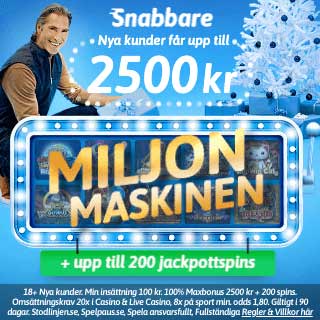 Snabbare
Nya kunder får upp till
2500 kr
MILJON
MASKINEN
+ upp till 200 jackpottspins
18+ Nya kunder. Min insättning 100 kr. 100% Maxbonus 2500 kr + 200 spins.
Omsättningskrav 20x i Casino & Live Casino, 8x på sport min. odds 1,80. Giltigt i 90
dagar. Stodlinjen.se, Spelpaus.se, Spela ansvarsfullt, Fullständiga Regler & Villkor här